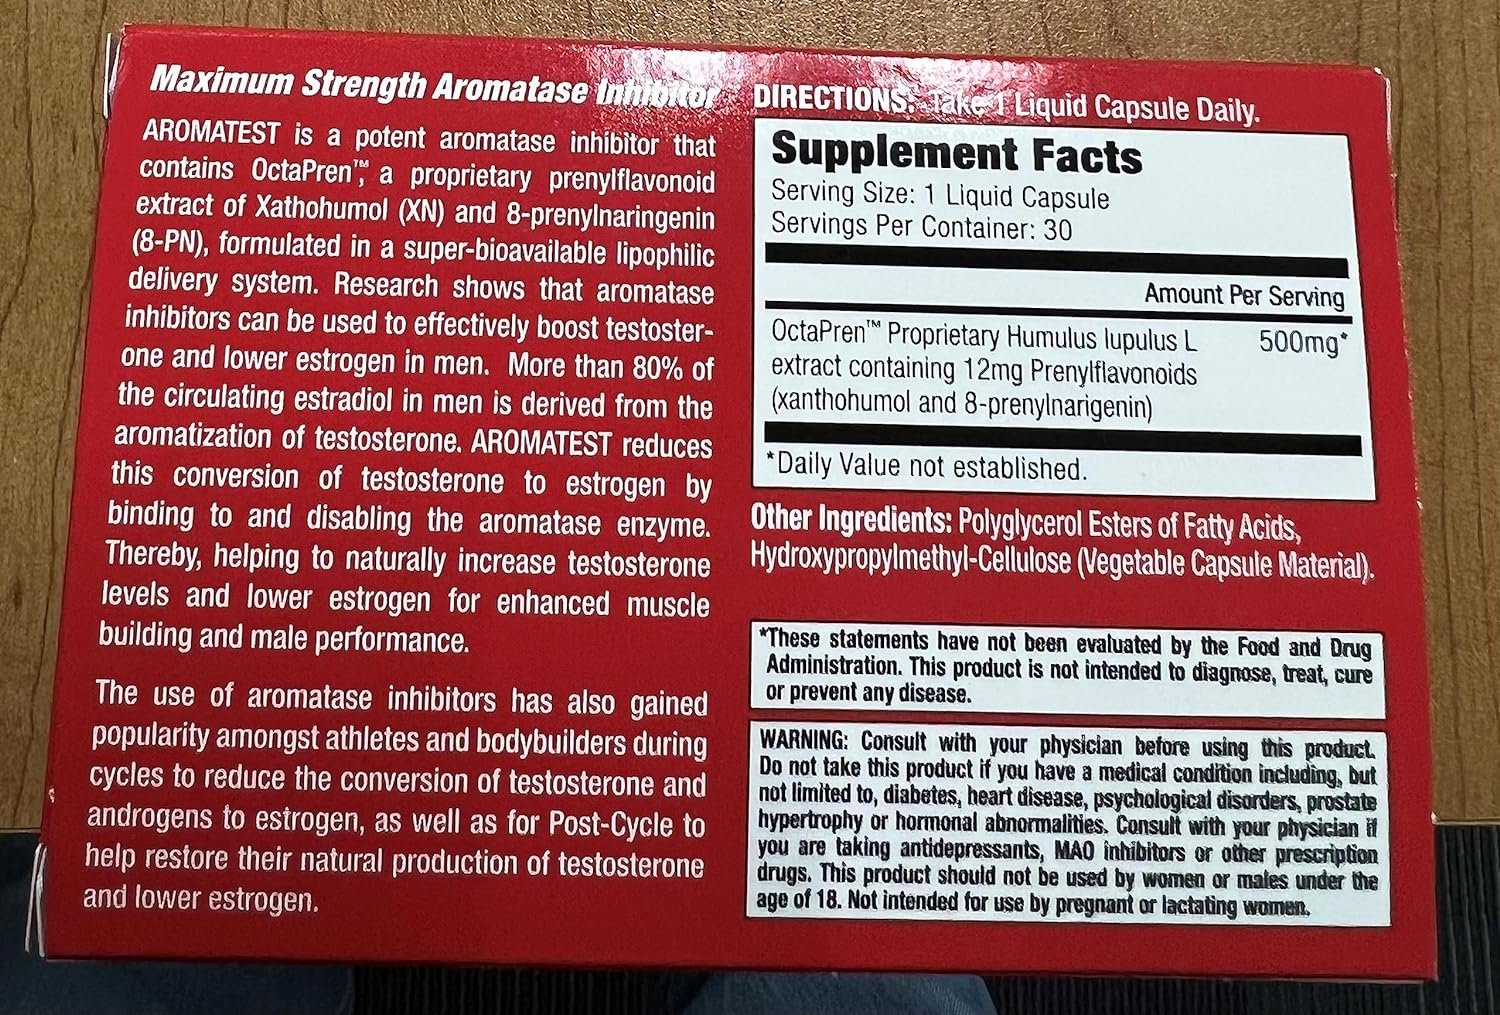 Maximum Strength Aromatase Inhibitor
AROMATEST is a potent aromatase inhibitor that
contains OctaPren™, a proprietary prenylflavonoid
extract of Xathohumol (XN) and 8-prenylnaringenin
(8-PN), formulated in a super-bioavailable lipophilic
delivery system. Research shows that aromatase
inhibitors can be used to effectively boost testoster-
one and lower estrogen in men. More than 80% of
the circulating estradiol in men is derived from the
aromatization of testosterone. AROMATEST reduces
this conversion of testosterone to estrogen by
binding to and disabling the aromatase enzyme.
Thereby, helping to naturally increase testosterone
levels and lower estrogen for enhanced muscle
building and male performance.
The use of aromatase inhibitors has also gained
popularity amongst athletes and bodybuilders during
cycles to reduce the conversion of testosterone and
androgens to estrogen, as well as for Post-Cycle to
help restore their natural production of testosterone
and lower estrogen.
DIRECTIONS: Take 1 Liquid Capsule Daily.
Supplement Facts
Serving Size: 1 Liquid Capsule
Servings Per Container: 30
Amount Per Serving
OctaPren™ Proprietary Humulus lupulus L 500mg*
extract containing 12mg Prenylflavonoids
(xanthohumol and 8-prenylnarigenin)
*Daily Value not established.
Other Ingredients: Polyglycerol Esters of Fatty Acids,
Hydroxypropylmethyl-Cellulose (Vegetable Capsule Material).
*These statements have not been evaluated by the Food and Drug
Administration. This product is not intended to diagnose, treat, cure
or prevent any disease.
WARNING: Consult with your physician before using this product.
Do not take this product if you have a medical condition including, but
not limited to, diabetes, heart disease, psychological disorders, prostate
hypertrophy or hormonal abnormalities. Consult with your physician if
you are taking antidepressants, MAO inhibitors or other prescription
drugs. This product should not be used by women or males under the
age of 18. Not intended for use by pregnant or lactating women.